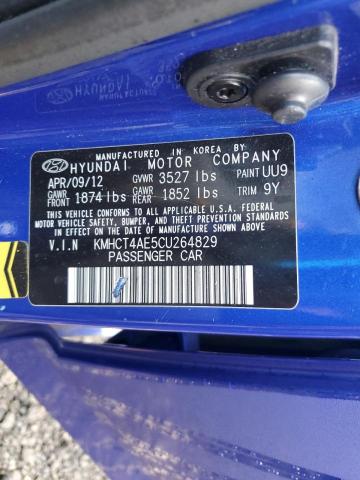 MANUFACTURED IN KOREA BY
HYUNDAI MOTOR COMPANY
APR/09/12 GVWR 3527 lbs PAINT UU9
GAWR FRONT 1874 lbs GAWR REAR 1852 lbs TRIM 9Y
THIS VEHICLE CONFORMS TO ALL APPLICABLE U.S. FEDERAL
MOTOR VEHICLE SAFETY, BUMPER, AND THEFT PREVENTION
STANDARDS IN EFFECT ON THE DATE OF MANUFACTURE
SHOWN ABOVE.
V.I.N KMHCT4AE5CU264829
PASSENGER CAR